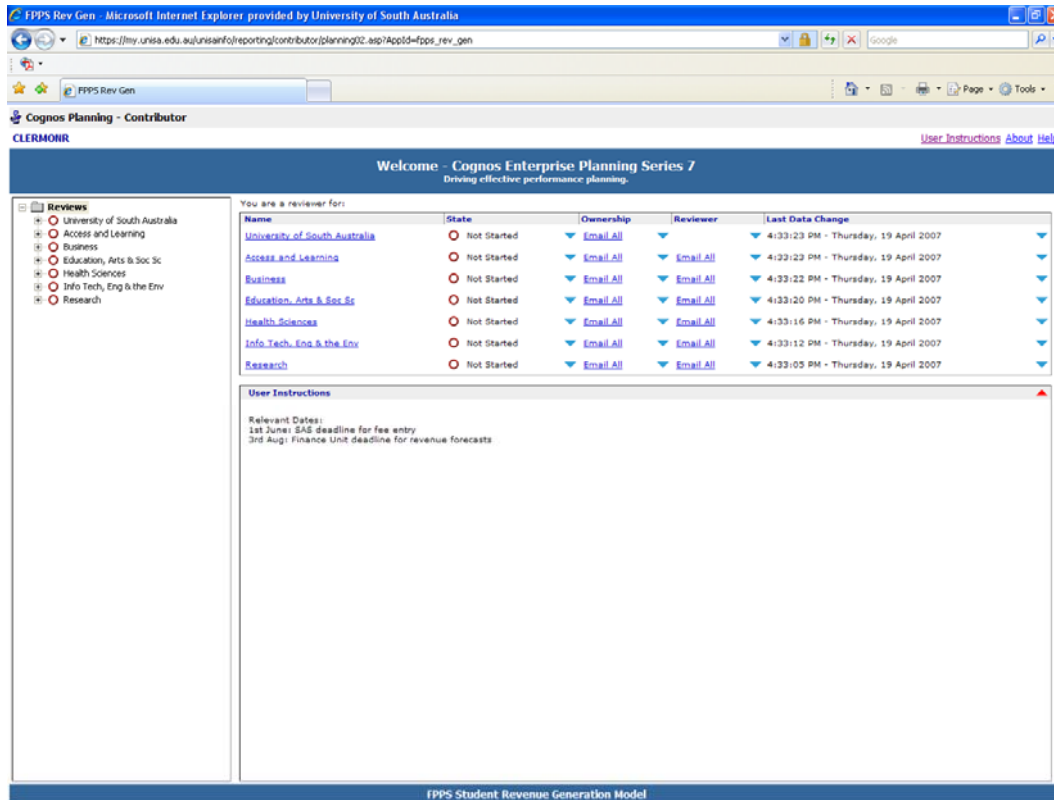 FPPS Rev Gen - Microsoft Internet Explorer provided by University of South Australia
https://my.unisa.edu.au/unisainfo/reporting/contributor/planning02.asp?AppId=fpps_rev_gen
Google
FPPS Rev Gen
Page
Tools
Cognos Planning - Contributor
CLERMONR
User Instructions About Hel
Welcome - Cognos Enterprise Planning Series 7
Driving effective performance planning.
Reviews
University of South Australia
Access and Learning
Business
Education, Arts & Soc Sc
Health Sciences
Info Tech, Eng & the Env
Research
You are a reviewer for:
Name State Ownership Reviewer Last Data Change
University of South Australia Not Started Email All 4:33:23 PM - Thursday, 19 April 2007
Access and Learning Not Started Email All Email All 4:33:23 PM - Thursday, 19 April 2007
Business Not Started Email All Email All 4:33:22 PM - Thursday, 19 April 2007
Education, Arts & Soc Sc Not Started Email All Email All 4:33:20 PM - Thursday, 19 April 2007
Health Sciences Not Started Email All Email All 4:33:16 PM - Thursday, 19 April 2007
Info Tech, Eng & the Env Not Started Email All Email All 4:33:12 PM - Thursday, 19 April 2007
Research Not Started Email All Email All 4:33:05 PM - Thursday, 19 April 2007
User Instructions
Relevant Dates:
1st June: SAS deadline for fee entry
3rd Aug: Finance Unit deadline for revenue forecasts
FPPS Student Revenue Generation Model